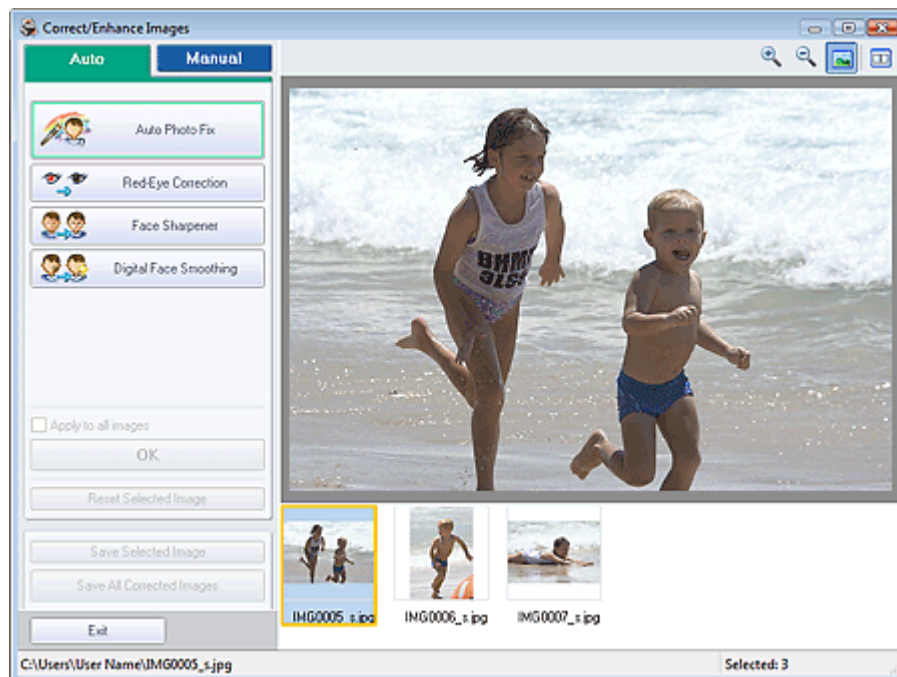 Correct/Enhance Images
Auto
Manual
Auto Photo Fix
Red-Eye Correction
Face Sharpener
Digital Face Smoothing
Apply to all images
OK
Reset Selected Image
Save Selected Image
Save All Corrected Images
Exit
BHMF
3LSS
IMG0005_s.jpg
IMG0006_s.jpg
IMG0007_s.jpg
C:\Users\User Name\IMG0005_s.jpg
Selected: 3